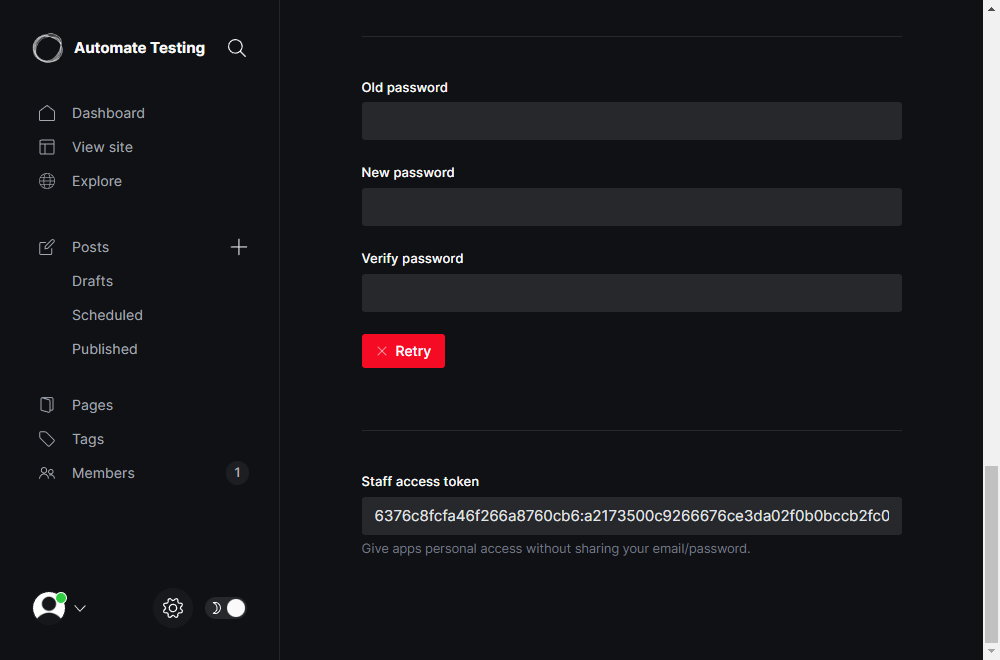 Automate Testing
Dashboard
View site
Explore
Posts
Drafts
Scheduled
Published
Pages
Tags
Members
1
Old password
New password
Verify password
Retry
Staff access token
6376c8fcfa46f266a8760cb6:a2173500c9266676ce3da02f0b0bccb2fc0
Give apps personal access without sharing your email/password.